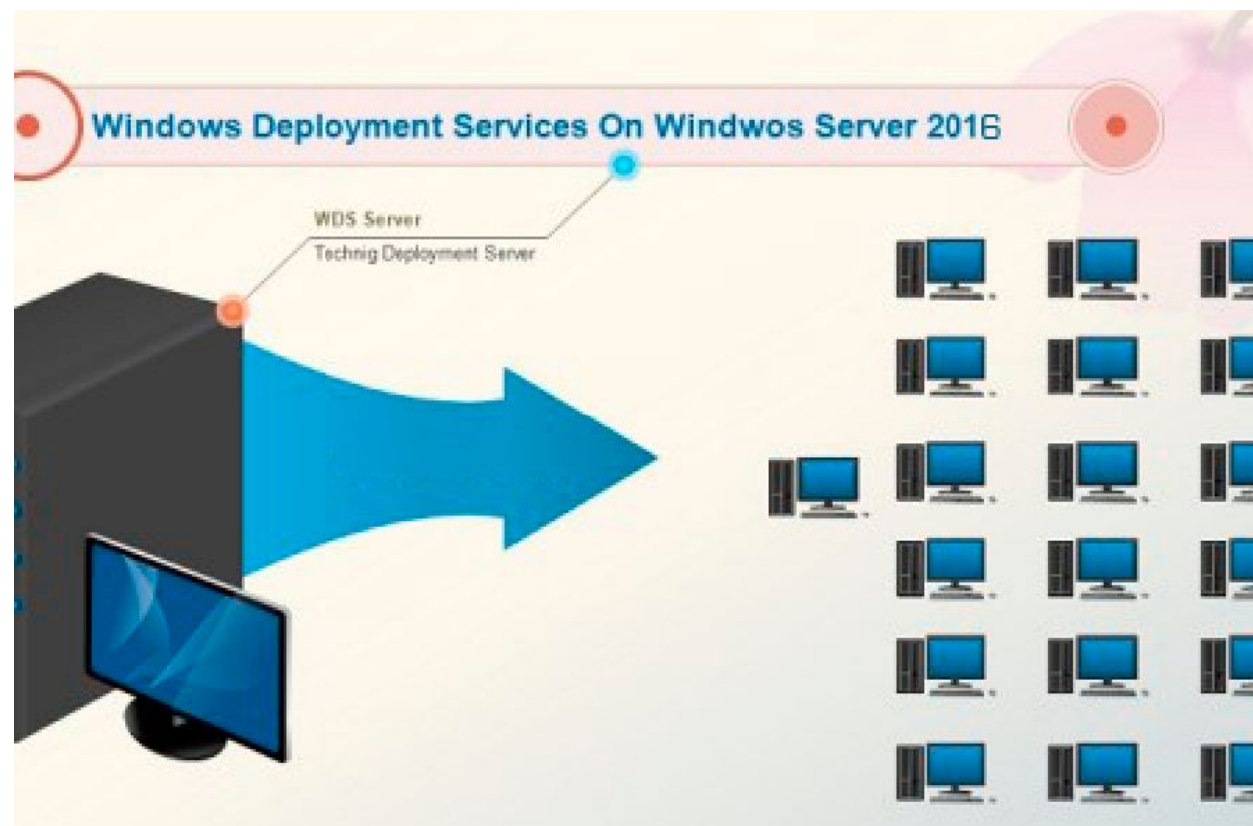 Windows Deployment Services On Windwos Server 2016
WDS Server
Technig Deployment Server